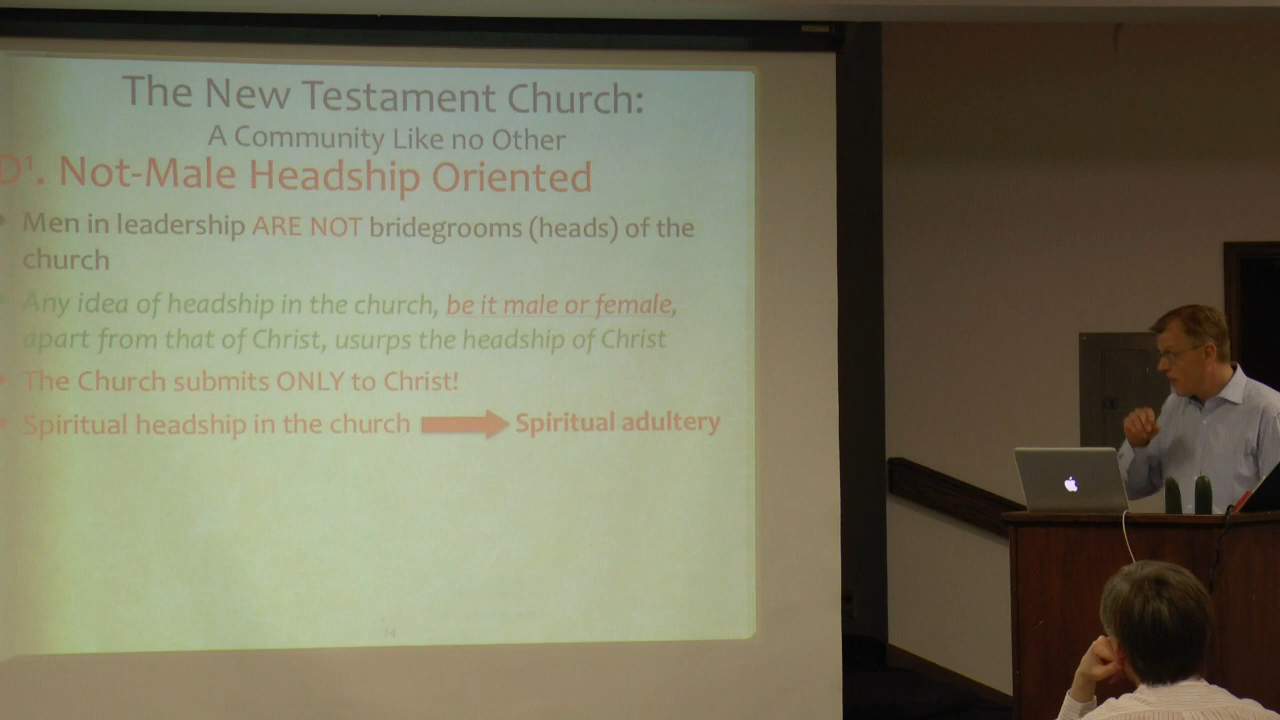 The New Testament Church:
A Community Like no Other
D¹. Not-Male Headship Oriented
Men in leadership ARE NOT bridegrooms (heads) of the
church
Any idea of headship in the church, be it male or female,
apart from that of Christ, usurps the headship of Christ
The Church submits ONLY to Christ!
Spiritual headship in the church Spiritual adultery